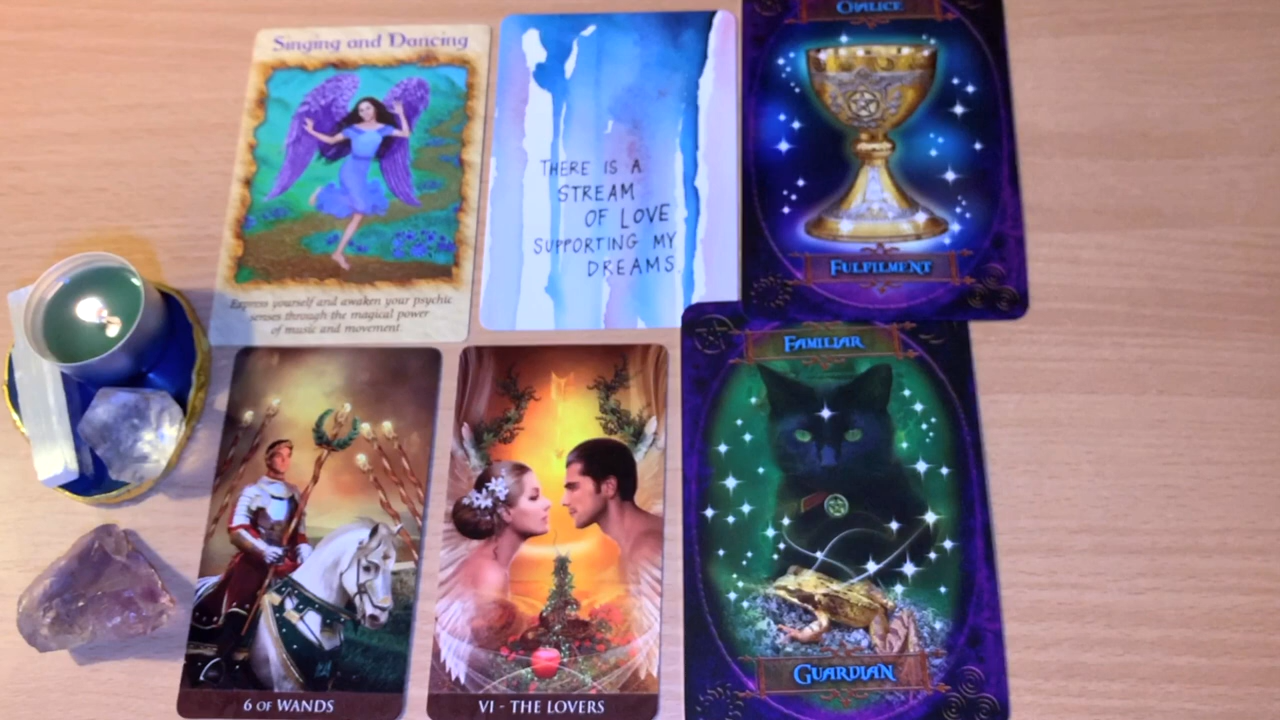 Singing and Dancing
Express yourself and awaken your psychic
senses through the magical power
of music and movement.
THERE IS A
STREAM
OF LOVE
SUPPORTING MY
DREAMS.
CHALICE
FULFILMENT
6 OF WANDS
VI - THE LOVERS
FAMILIAR
GUARDIAN